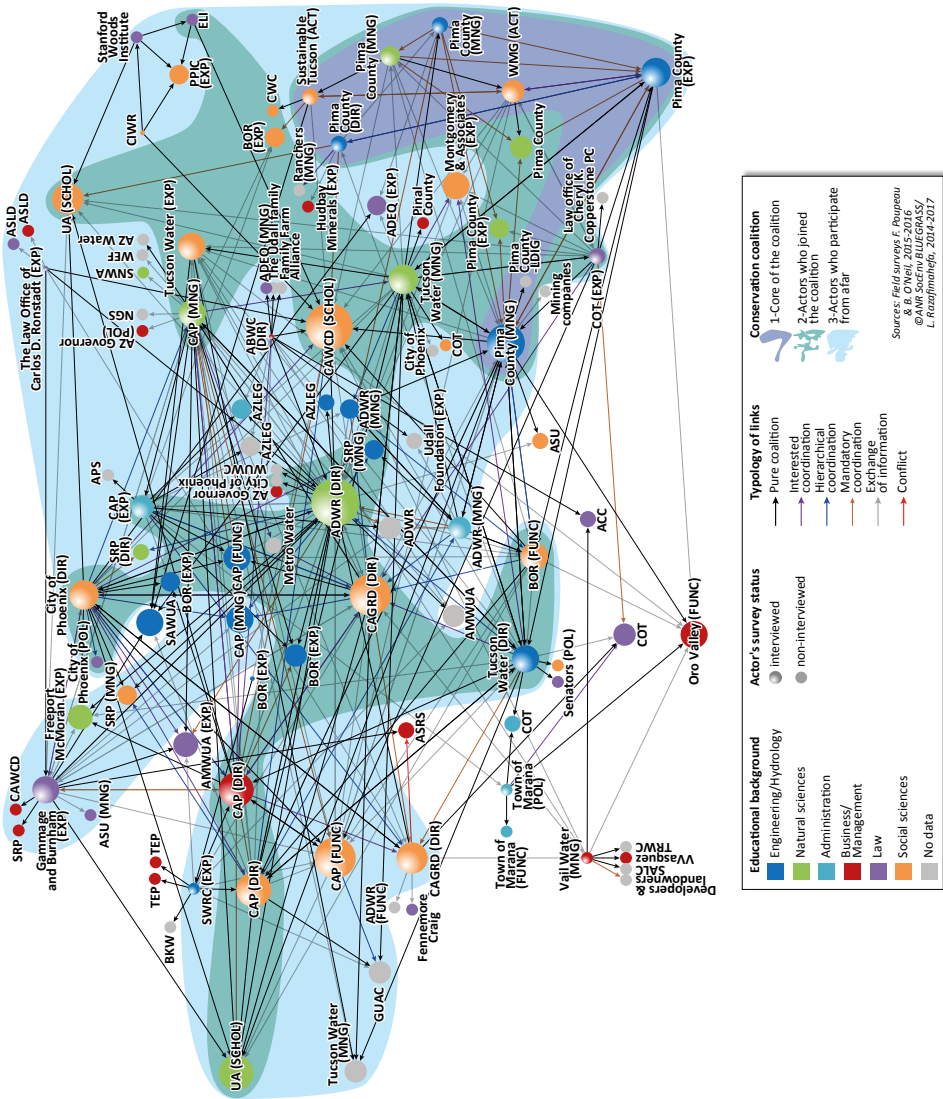 Stanford
Woods
Institute
ELI
PPIC
(EXP)
CIWR
CWC
BOR
(EXP)
Sustainable
Tucson (ACT)
Pima
County (MNG)
Pima
County
(MNG)
WMG (ACT)
Pima County
(EXP)
Pima
County
(DIR)
Ranchers
(MNG)
Hudbay
Minerals (EXP)
ADEQ (EXP)
Pinal
County
Montgomery
& Associates
(EXP)
Pima County
Pima County
(EXP)
Law office of
Cheryl K.
Copperstone PC
UA (SCHOL)
ASLD
ASLD
The Law Office of
Carlos D. Ronstadt (EXP)
AZ Water
WEF
SNWA
NGS
AZ Governor
(POL)
Tucson Water (EXP)
CAP (MNG)
ADEQ (MNG)
The Udall family
Family Farm
Alliance
ABWC
(DIR)
CAWCD (SCHOL)
Tucson
Water (MNG)
City of
Phoenix
COT
Pima
County
-LDIG
Mining
companies
COT (EXP)
Pima
County (MNG)
APS
AZLEG
AZLEG
AZLEG
ADWR
(MNG)
SRP
(MNG)
WUWC
City of Phoenix
AZ Governor
Udall
Foundation (EXP)
ASU
CAP
(EXP)
SRP
(DIR)
Metro Water
ADWR (DIR)
ADWR
ADWR (MNG)
BOR (FUNC)
ACC
City of
Phoenix (DIR)
City of
Phoenix (POL)
SAWUA
BOR (EXP)
CAP (FUNC)
CAP (MNG)
CAGRD (DIR)
AMWUA
BOR (EXP)
BOR (EXP)
Tucson
Water (DIR)
Senators (POL)
COT
Oro Valley (FUNC)
Freeport
McMoran (EXP)
SRP (MNG)
AMWUA (EXP)
CAP (DIR)
ASRS
COT
CAWCD
SRP
Gammage
and Burnham
(EXP)
ASU (MNG)
TEP
TEP
SWRC (EXP)
BKW
CAP (DIR)
CAP (FUNC)
CAGRD (DIR)
ADWR
(FUNC)
Fennemore
Craig
Town of
Marana
(POL)
Town of
Marana
(FUNC)
Vail Water
(MNG)
TRWC
VVasquez
SALC
Developers &
landowners
GUAC
Tucson Water
(MNG)
UA (SCHOL)
Educational background
Engineering/Hydrology
Natural sciences
Administration
Business/
Management
Law
Social sciences
No data
Actor's survey status
interviewed
non-interviewed
Typology of links
Pure coalition
Interested
coordination
Hierarchical
coordination
Mandatory
coordination
Exchange
of information
Conflict
Conservation coalition
1-Core of the coalition
2-Actors who joined
the coalition
3-Actors who participate
from afar
Sources: Field surveys F. Poupeau
& B. O'Neil, 2015-2016
©ANR SocEnv BLUEGRASS/
L. Razafimahefo, 2014-2017